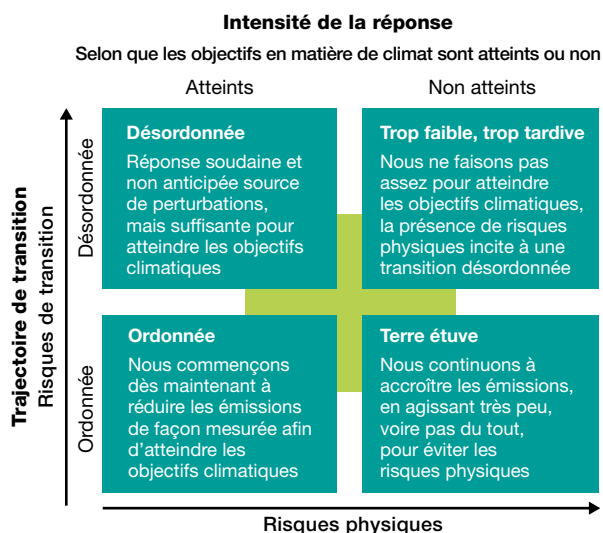 Intensité de la réponse
Selon que les objectifs en matière de climat sont atteints ou non
Atteints
Non atteints
Trajectoire de transition
Risques de transition
Désordonnée
Désordonnée
Réponse soudaine et
non anticipée source
de perturbations,
mais suffisante pour
atteindre les objectifs
climatiques
Trop faible, trop tardive
Nous ne faisons pas
assez pour atteindre
les objectifs climatiques,
la présence de risques
physiques incite à une
transition désordonnée
Ordonnée
Ordonnée
Nous commençons
dès maintenant à
réduire les émissions
de façon mesurée afin
d'atteindre les
objectifs climatiques
Terre étuve
Nous continuons à
accroître les émissions,
en agissant très peu,
voire pas du tout,
pour éviter les
risques physiques
Risques physiques